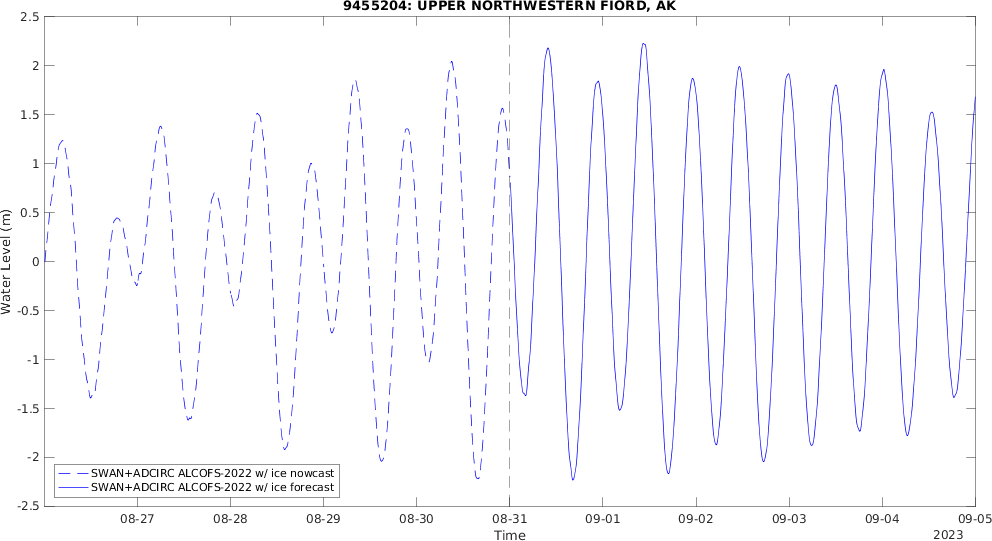 9455204: UPPER NORTHWESTERN FIORD, AK
2.5
2
1.5
1
0.5
0
-0.5
-1
-1.5
-2
-2.5
Water Level (m)
SWAN+ADCIRC ALCOFS-2022 w/ ice nowcast
SWAN+ADCIRC ALCOFS-2022 w/ ice forecast
08-27 08-28 08-29 08-30 08-31 09-01 09-02 09-03 09-04 09-05
Time
2023